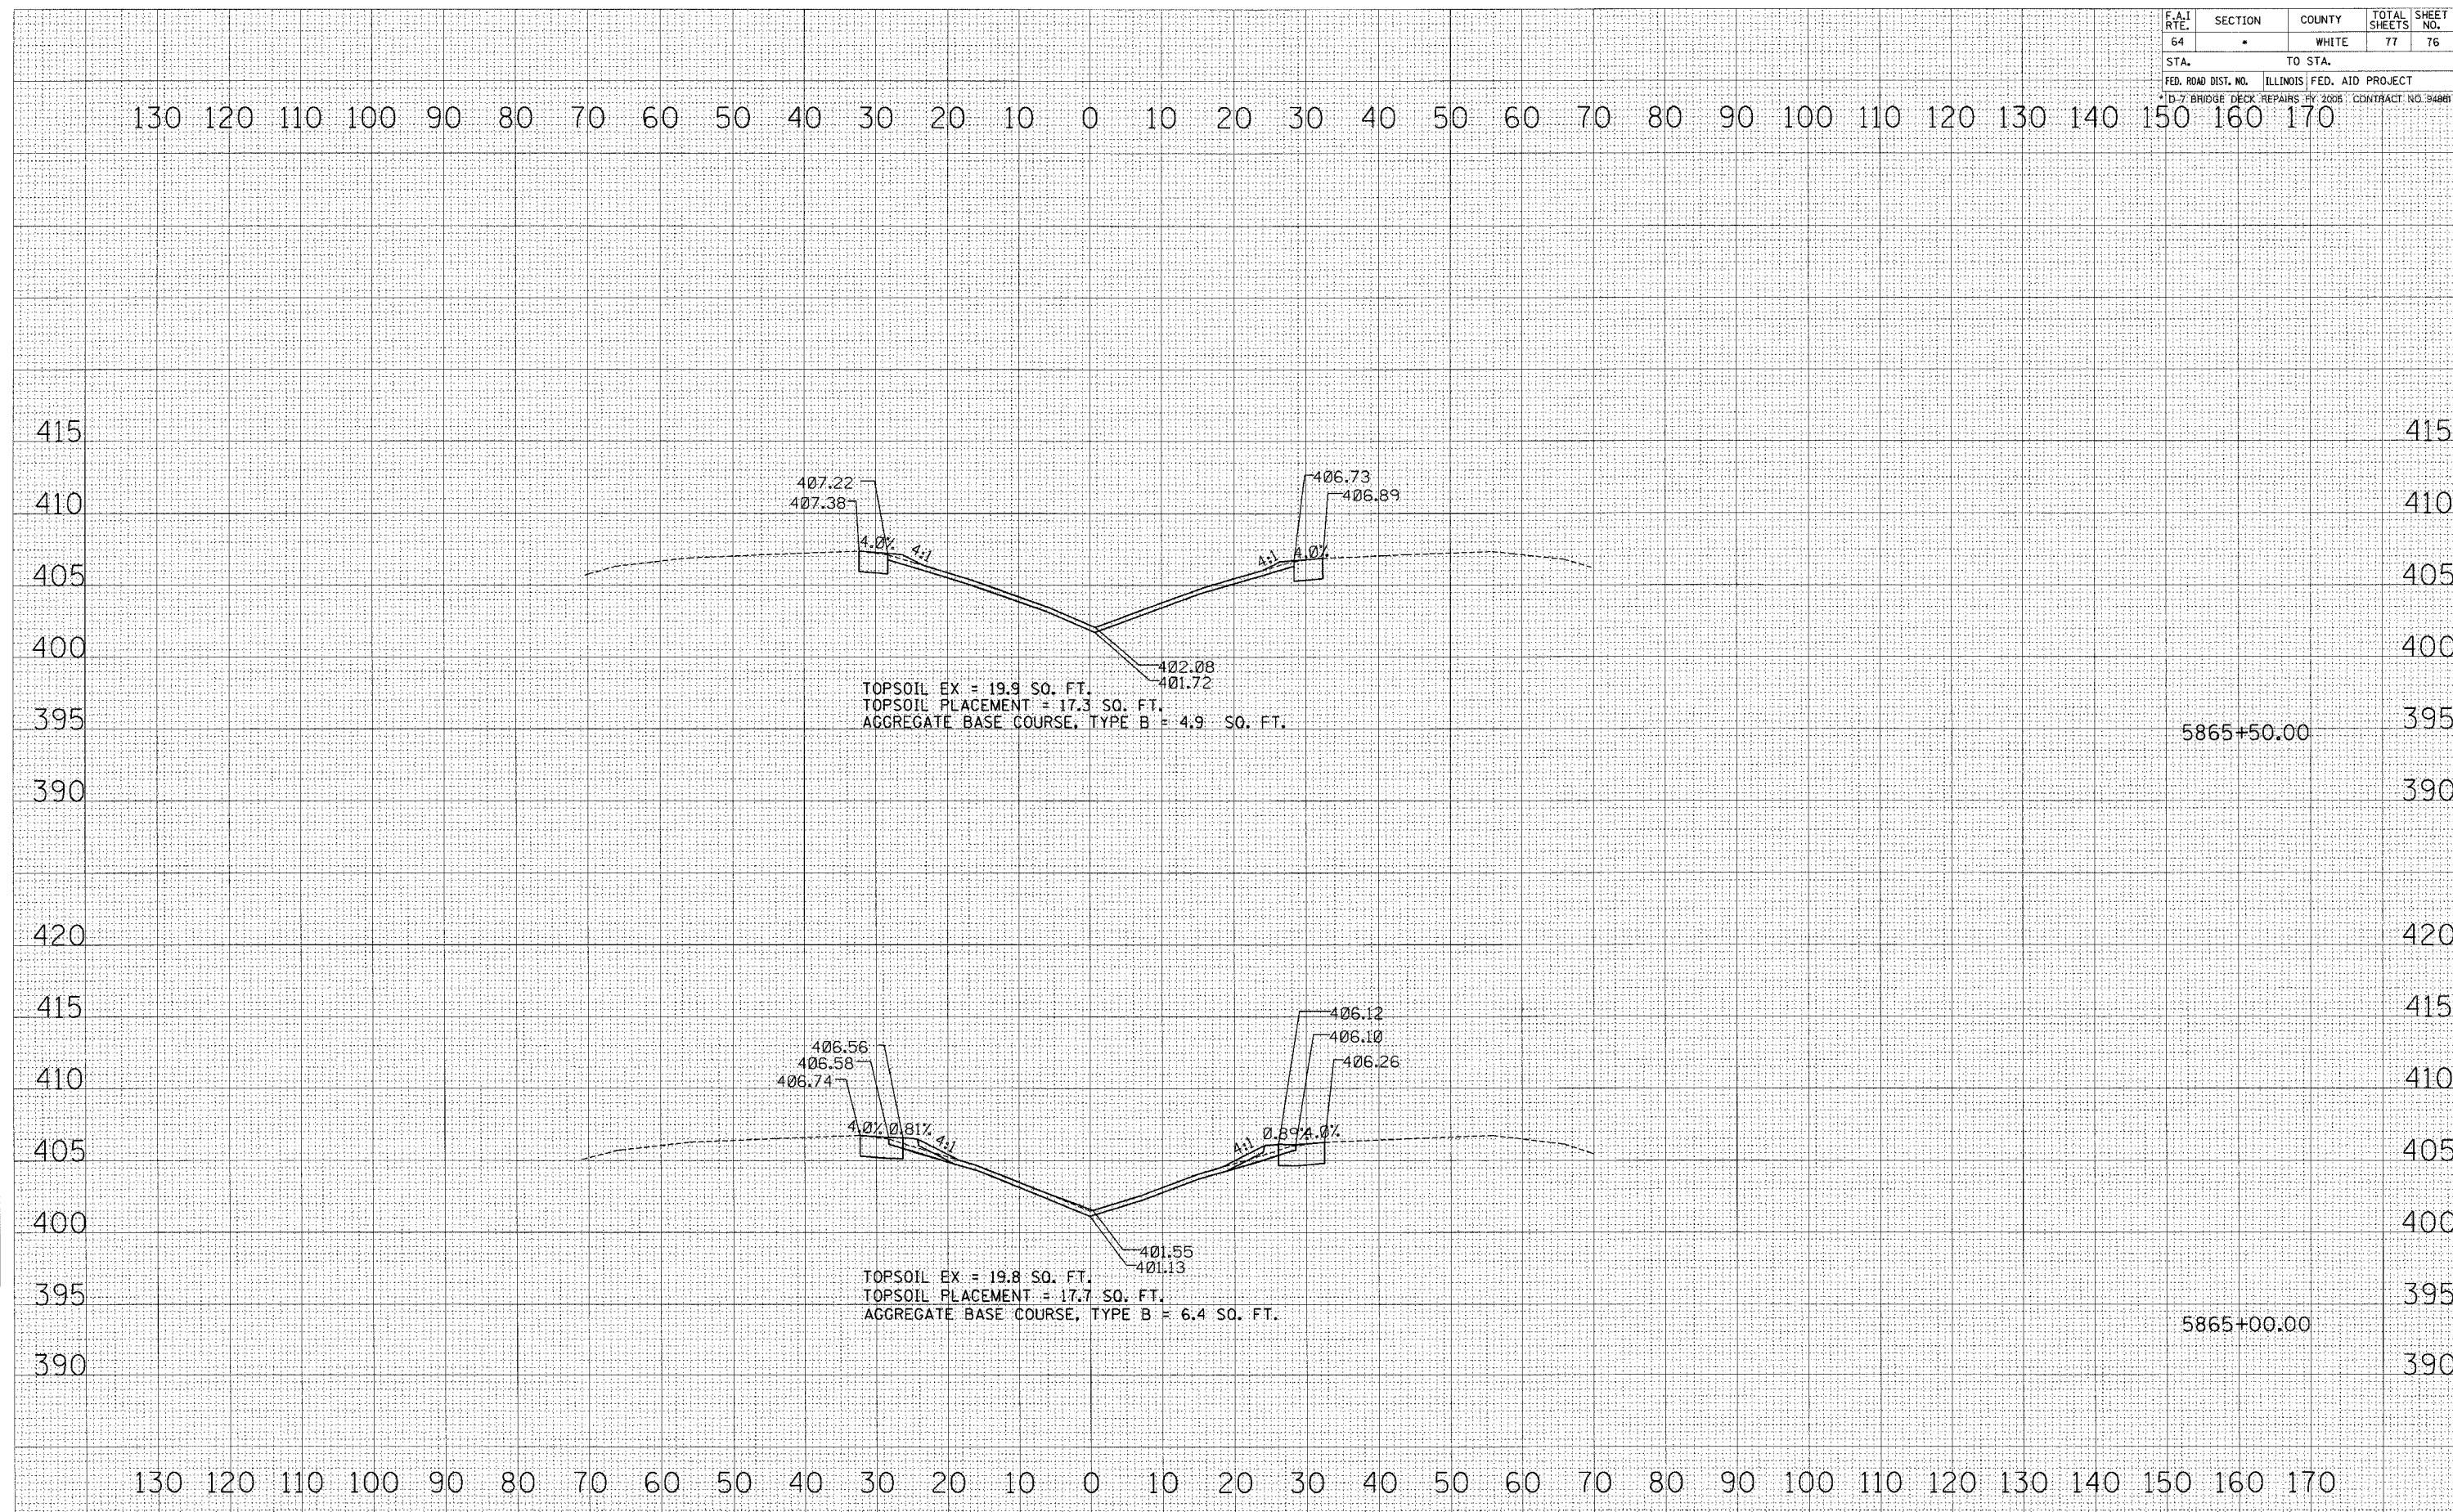 F.A.I RTE. SECTION COUNTY TOTAL SHEETS SHEET NO.
64 * WHITE 77 76
STA. TO STA.
FED. ROAD DIST. NO. ILLINOIS FED. AID PROJECT
* D-7 BRIDGE DECK REPAIRS FY 2005 CONTRACT NO. 94861
130 120 110 100 90 80 70 60 50 40 30 20 10 0 10 20 30 40 50 60 70 80 90 100 110 120 130 140 150 160 170
415 415
407.22 406.73
410 407.38 406.89 410
4.0% 4:1 4:1 4.0%
405 405
400 400
402.08
401.72
TOPSOIL EX = 19.9 SQ. FT.
TOPSOIL PLACEMENT = 17.3 SQ. FT.
AGGREGATE BASE COURSE, TYPE B = 4.9 SQ. FT.
395 395
5865+50.00
390 390
420 420
415 406.12 415
406.10
406.56
406.58 406.26
410 406.74 410
4.0% 0.81% 4:1 4:1 0.89% 4.0%
405 405
400 400
401.55
401.13
TOPSOIL EX = 19.8 SQ. FT.
TOPSOIL PLACEMENT = 17.7 SQ. FT.
395 395
AGGREGATE BASE COURSE, TYPE B = 6.4 SQ. FT.
5865+00.00
390 390
130 120 110 100 90 80 70 60 50 40 30 20 10 0 10 20 30 40 50 60 70 80 90 100 110 120 130 140 150 160 170